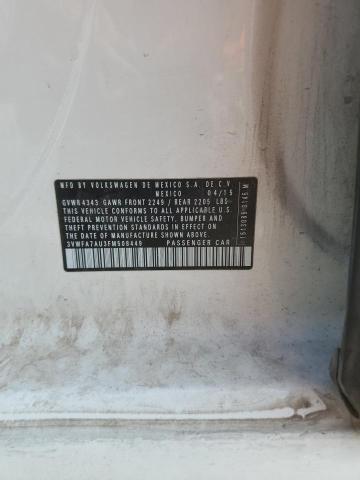 MFD BY VOLKSWAGEN DE MEXICO S.A. DE C.V
MEXICO 04/15
GVWR 4343 GAWR FRONT 2249 / REAR 2205 LBS
THIS VEHICLE CONFORMS TO ALL APPLICABLE U.S.
FEDERAL MOTOR VEHICLE SAFETY, BUMPER AND
THEFT PREVENTION STANDARDS IN EFFECT ON THE
DATE OF MANUFACTURE SHOWN ABOVE.
3VWFA7AU3FM508449 PASSENGER CAR